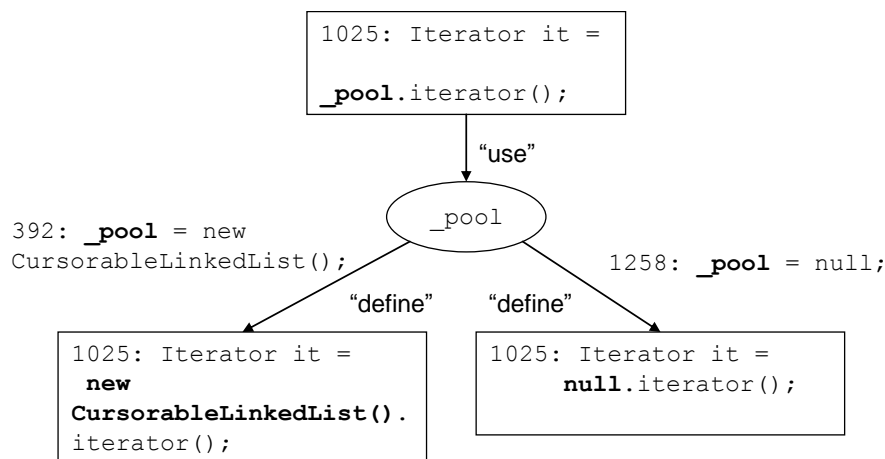 1025: Iterator it =
_pool.iterator();
“use”
_pool
392: _pool = new
CursorableLinkedList();
1258: _pool = null;
“define”
“define”
1025: Iterator it =
new
CursorableLinkedList().
iterator();
1025: Iterator it =
null.iterator();